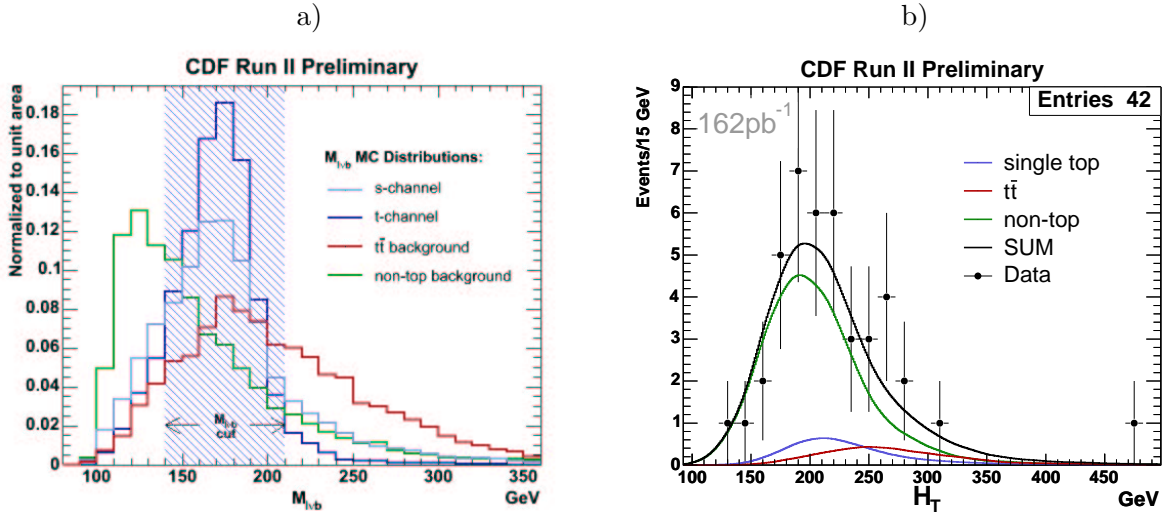 a)
CDF Run II Preliminary
Normalized to unit area
0.18
0.16
0.14
0.12
0.1
0.08
0.06
0.04
0.02
0
M_lνb MC Distributions:
s-channel
t-channel
tt̄ background
non-top background
M_lνb
cut
100 150 200 250 300 350
M_lνb GeV
b)
CDF Run II Preliminary
Events/15 GeV
9
8
7
6
5
4
3
2
1
0
162pb⁻¹
Entries 42
single top
tt̄
non-top
SUM
Data
100 150 200 250 300 350 400 450
H_T GeV